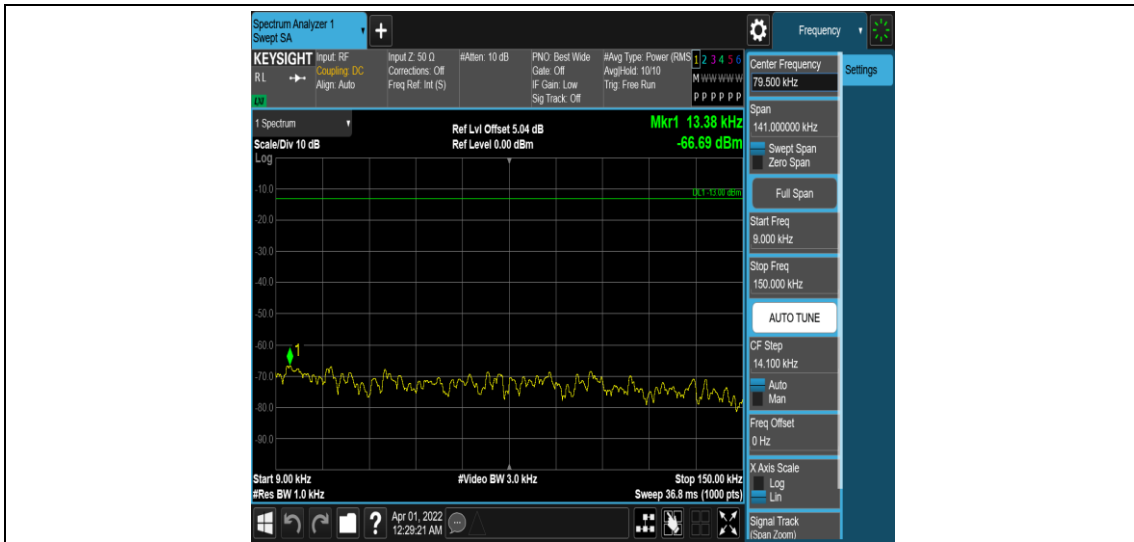 Spectrum Analyzer 1
Swept SA
Frequency
KEYSIGHT
RL
Input: RF
Coupling: DC
Align: Auto
Input Z: 50 Ω
Corrections: Off
Freq Ref: Int (S)
#Atten: 10 dB
PNO: Best Wide
Gate: Off
IF Gain: Low
Sig Track: Off
#Avg Type: Power (RMS
Avg|Hold: 10/10
Trig: Free Run
1 2 3 4 5 6
M W W W W W
P P P P P P
Settings
1 Spectrum
Scale/Div 10 dB
Log
Ref Lvl Offset 5.04 dB
Ref Level 0.00 dBm
Mkr1 13.38 kHz
-66.69 dBm
DL1 -13.00 dBm
-10.0
-20.0
-30.0
-40.0
-50.0
-60.0
1
-70.0
-80.0
-90.0
Start 9.00 kHz
#Video BW 3.0 kHz
Stop 150.00 kHz
#Res BW 1.0 kHz
Sweep 36.8 ms (1000 pts)
Center Frequency
79.500 kHz
Span
141.000000 kHz
Swept Span
Zero Span
Full Span
Start Freq
9.000 kHz
Stop Freq
150.000 kHz
AUTO TUNE
CF Step
14.100 kHz
Auto
Man
Freq Offset
0 Hz
X Axis Scale
Log
Lin
Signal Track
(Span Zoom)
?
Apr 01, 2022
12:29:21 AM